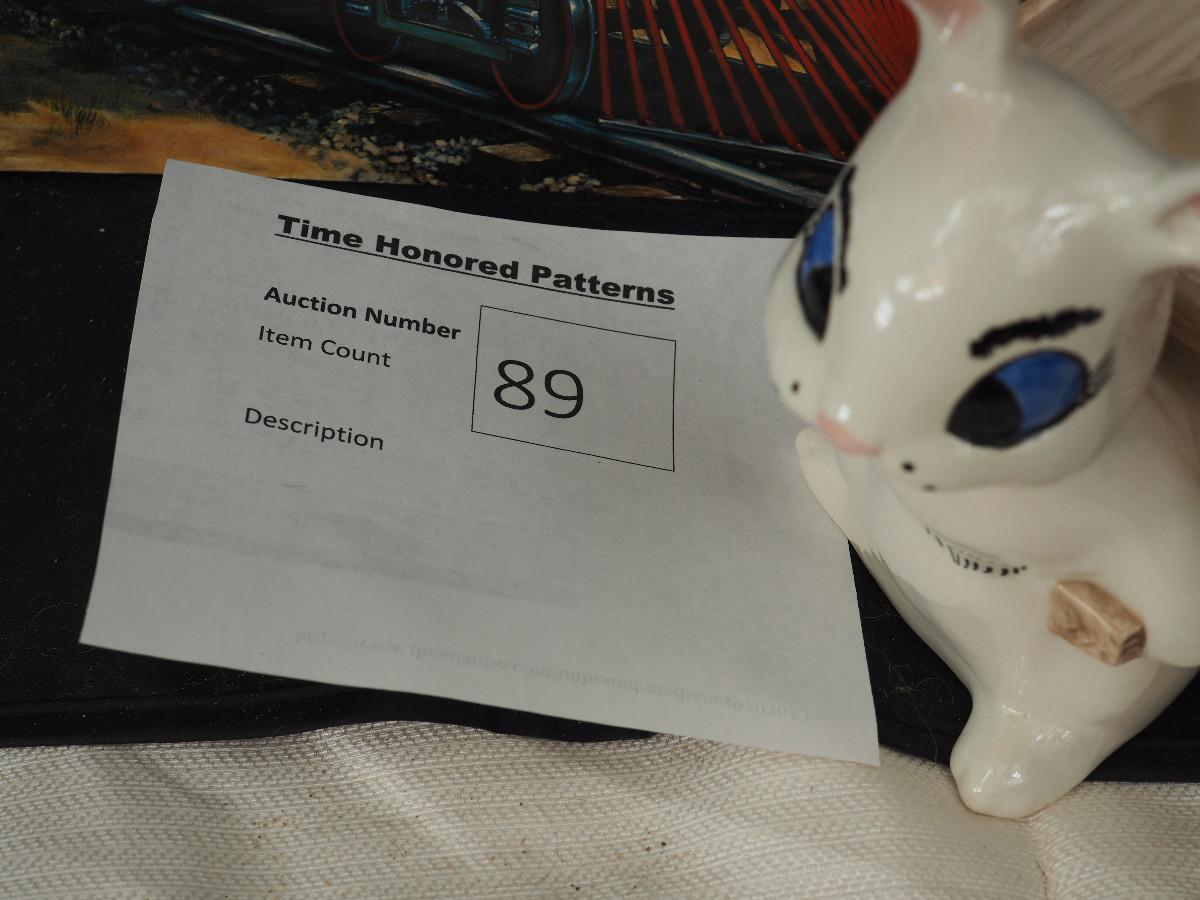 Time Honored Patterns
Auction Number
Item Count
89
Description